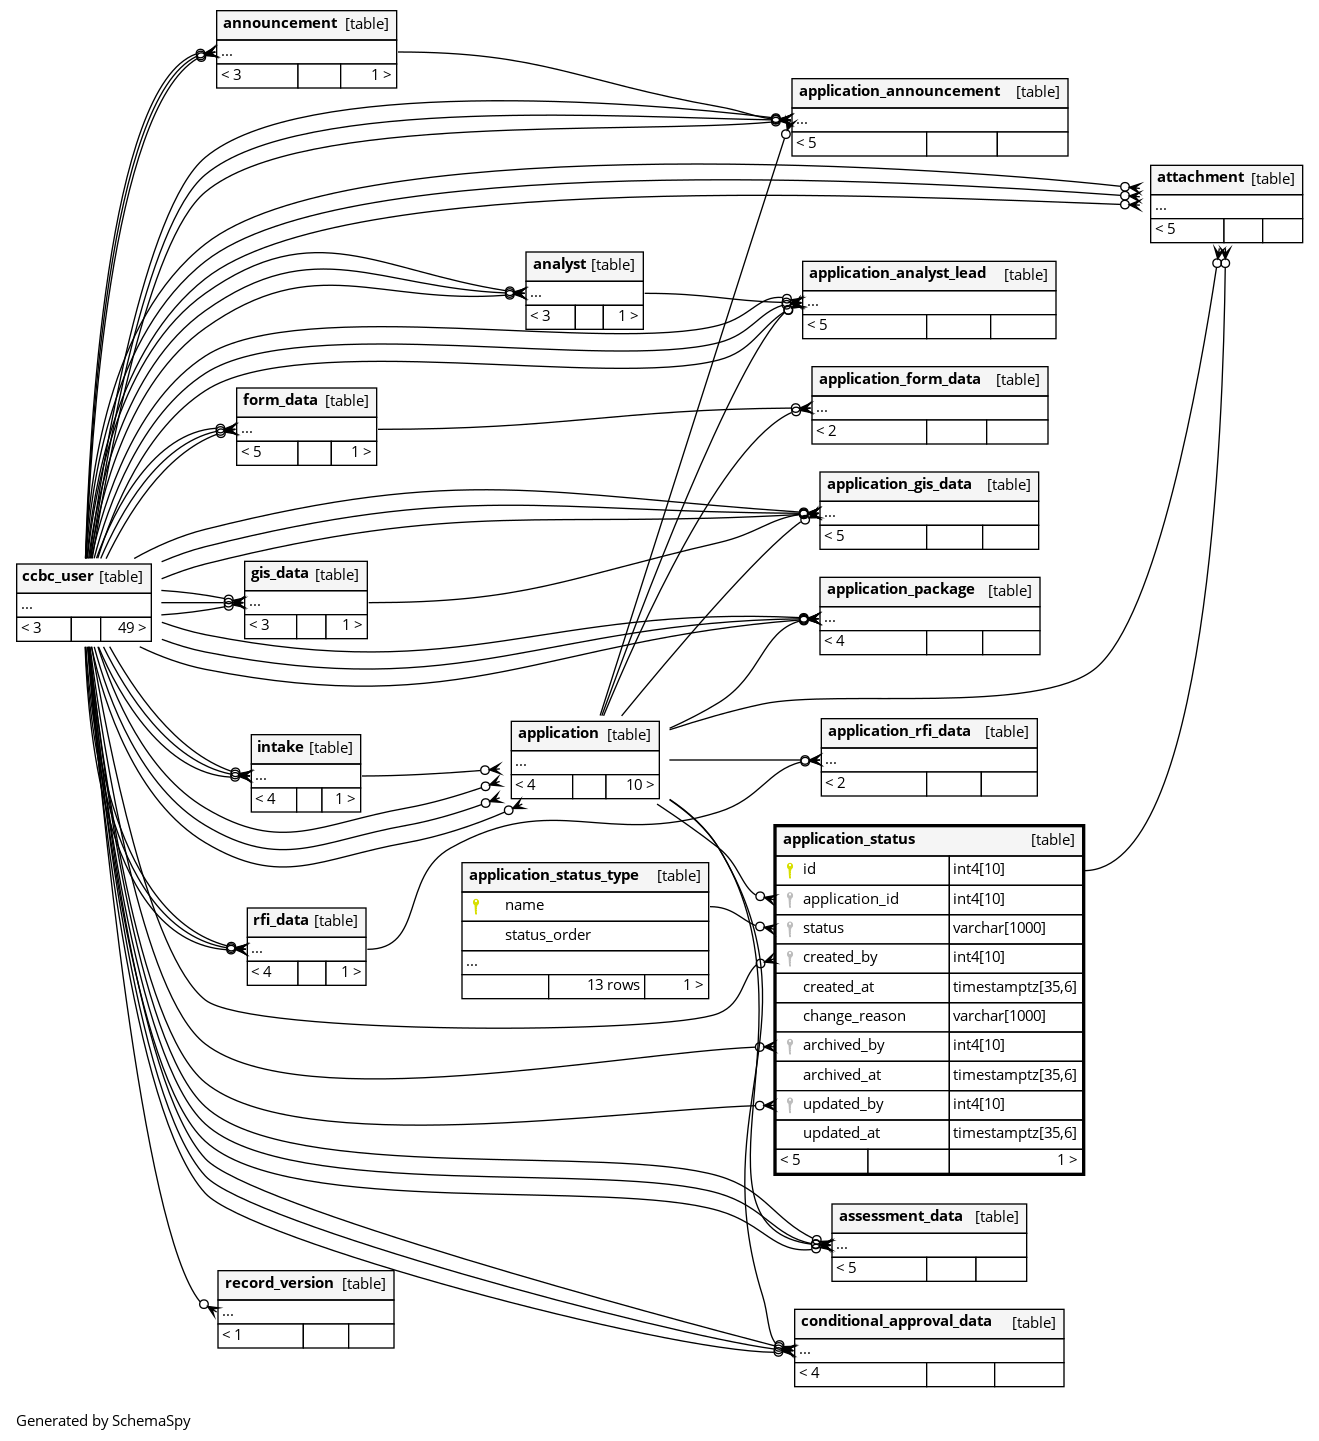 announcement [table]
...
< 3 1 >
application_announcement [table]
...
< 5
attachment [table]
...
< 5
analyst [table]
...
< 3 1 >
application_analyst_lead [table]
...
< 5
application_form_data [table]
...
< 2
form_data [table]
...
< 5 1 >
application_gis_data [table]
...
< 5
ccbc_user [table]
...
< 3 49 >
gis_data [table]
...
< 3 1 >
application_package [table]
...
< 4
intake [table]
...
< 4 1 >
application [table]
...
< 4 10 >
application_rfi_data [table]
...
< 2
application_status [table]
id int4[10]
application_id int4[10]
status varchar[1000]
created_by int4[10]
created_at timestamptz[35,6]
change_reason varchar[1000]
archived_by int4[10]
archived_at timestamptz[35,6]
updated_by int4[10]
updated_at timestamptz[35,6]
< 5 1 >
application_status_type [table]
name
status_order
...
13 rows 1 >
rfi_data [table]
...
< 4 1 >
assessment_data [table]
...
< 5
record_version [table]
...
< 1
conditional_approval_data [table]
...
< 4
Generated by SchemaSpy